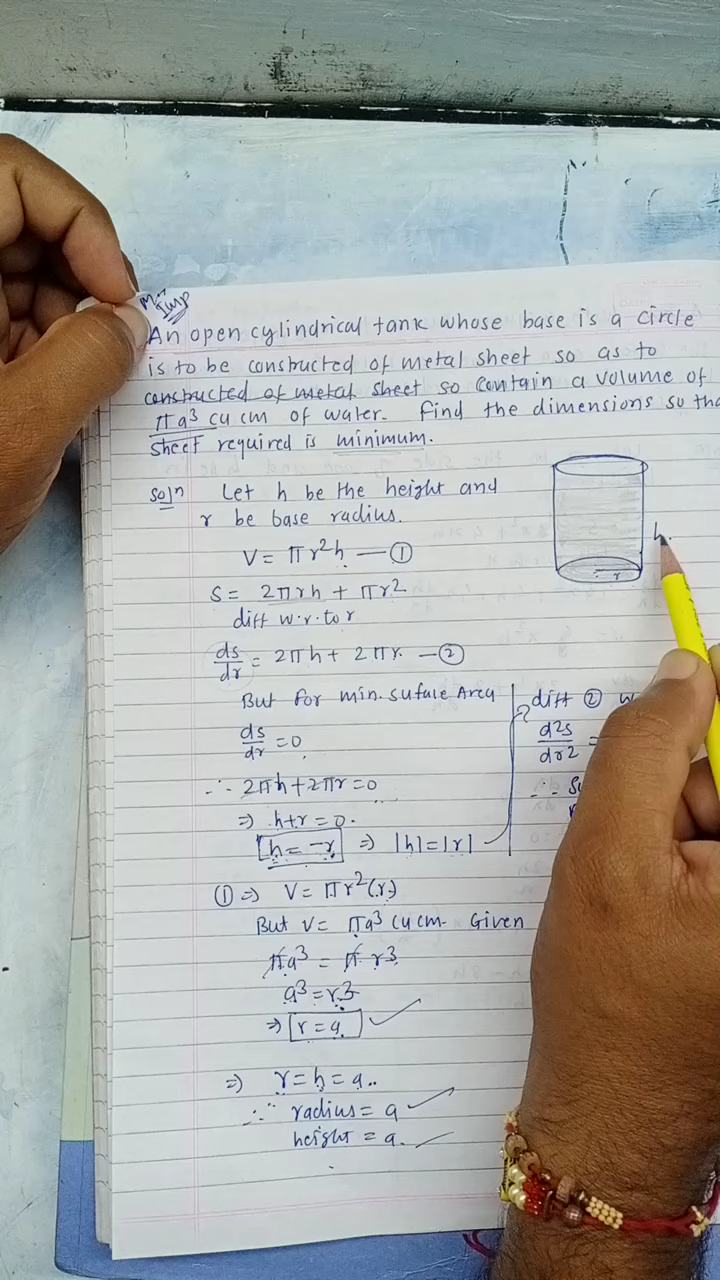 M.v
Imp
An open cylindrical tank whose base is a circle
is to be constructed of metal sheet so as to
constructed of metal sheet so contain a volume of
πa³ cu cm of water. Find the dimensions so tha
sheet required is minimum.
soln Let h be the height and
r be base radius.
V = πr²h — ①
S = 2πrh + πr²
diff w.r.to r
ds/dr = 2πh + 2πr — ②
But for min. suface Area
ds/dr = 0
∴ 2πh + 2πr = 0
⇒ h+r = 0.
h = -r ⇒ |h| = |r|
① ⇒ V = πr²(r)
But V = πa³ cu cm. Given
πa³ = πr³
a³ = r³
⇒ r = a
⇒ r = h = a..
∴ radius = a
height = a.
h.
r
diff ② w
d2s/dr2 =
∴ Su